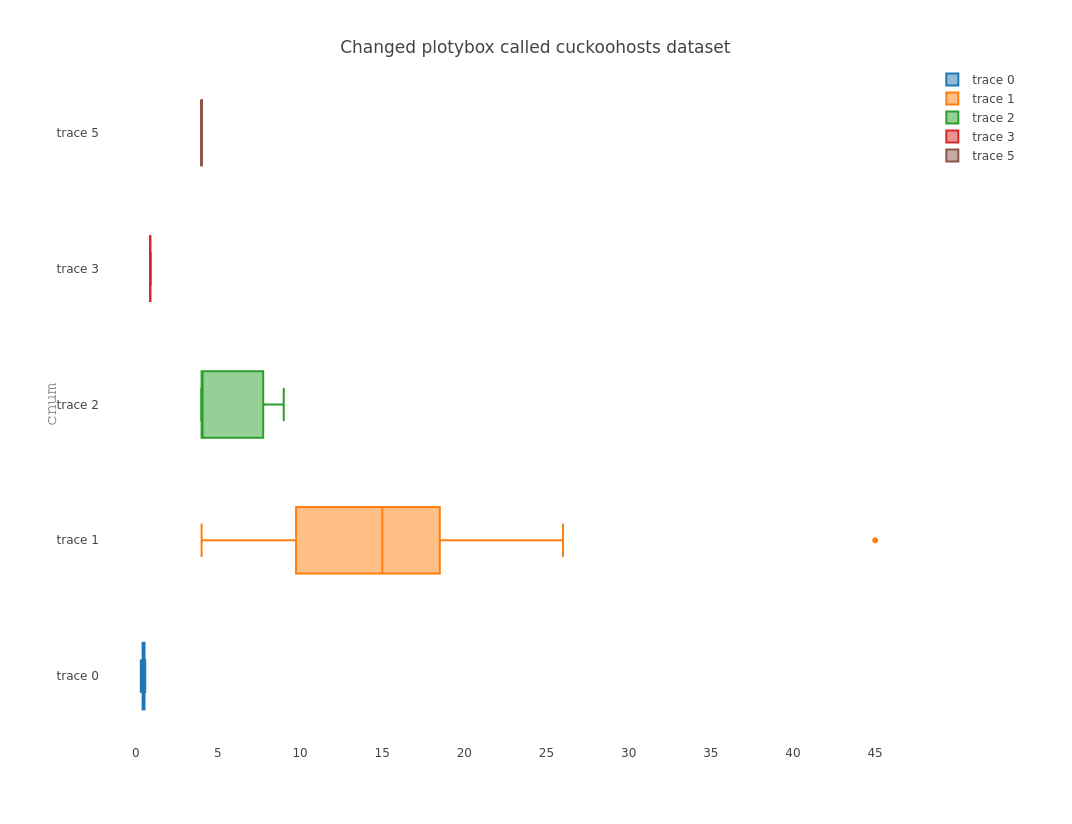 Changed plotybox called cuckoohosts dataset
trace 0
trace 1
trace 2
trace 3
trace 5
trace 5
trace 3
trace 2
trace 1
trace 0
cnum
0 5 10 15 20 25 30 35 40 45